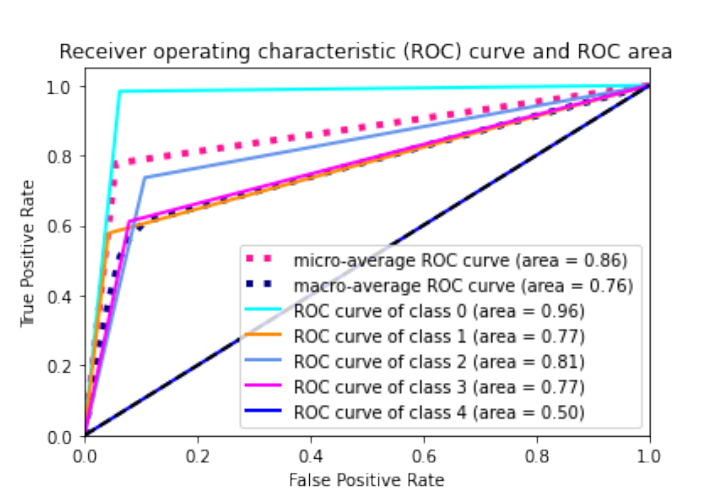 Receiver operating characteristic (ROC) curve and ROC area
1.0
0.8
0.6
0.4
0.2
0.0
True Positive Rate
micro-average ROC curve (area = 0.86)
macro-average ROC curve (area = 0.76)
ROC curve of class 0 (area = 0.96)
ROC curve of class 1 (area = 0.77)
ROC curve of class 2 (area = 0.81)
ROC curve of class 3 (area = 0.77)
ROC curve of class 4 (area = 0.50)
0.0 0.2 0.4 0.6 0.8 1.0
False Positive Rate